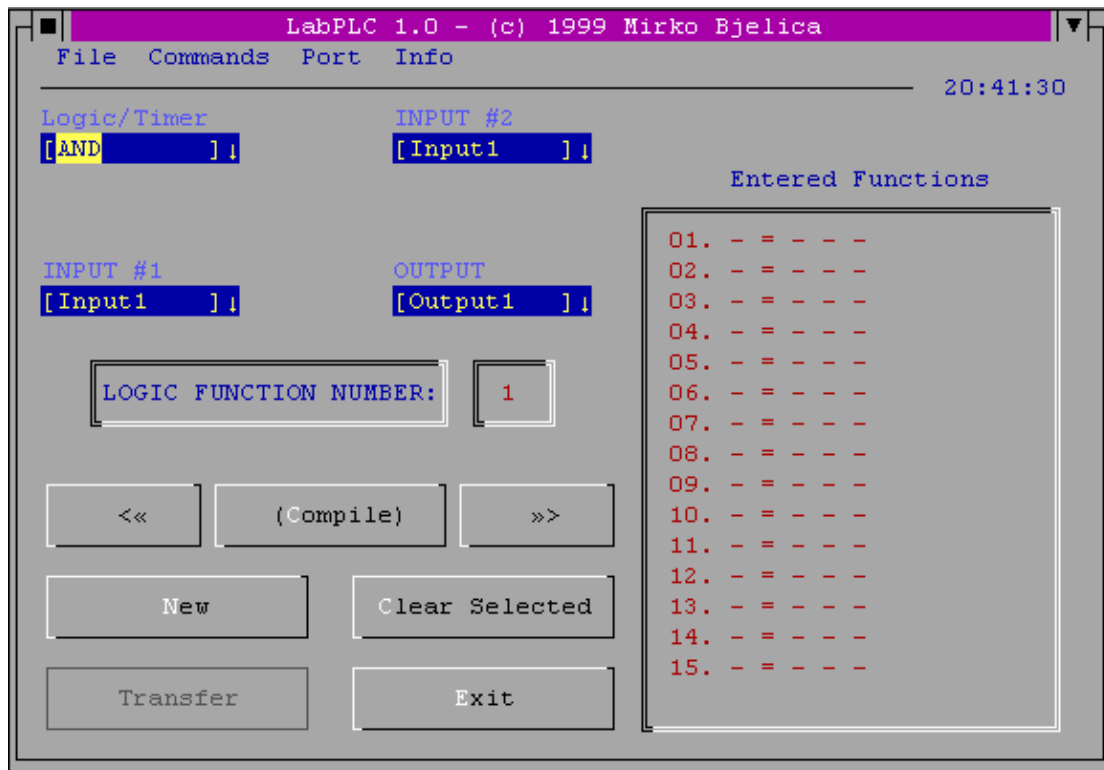 LabPLC 1.0 - (c) 1999 Mirko Bjelica
File Commands Port Info
20:41:30
Logic/Timer INPUT #2
[AND ]↓ [Input1 ]↓
INPUT #1 OUTPUT
[Input1 ]↓ [Output1 ]↓
LOGIC FUNCTION NUMBER: 1
<« (Compile) »>
New Clear Selected
Transfer Exit
Entered Functions
01. - = - - -
02. - = - - -
03. - = - - -
04. - = - - -
05. - = - - -
06. - = - - -
07. - = - - -
08. - = - - -
09. - = - - -
10. - = - - -
11. - = - - -
12. - = - - -
13. - = - - -
14. - = - - -
15. - = - - -